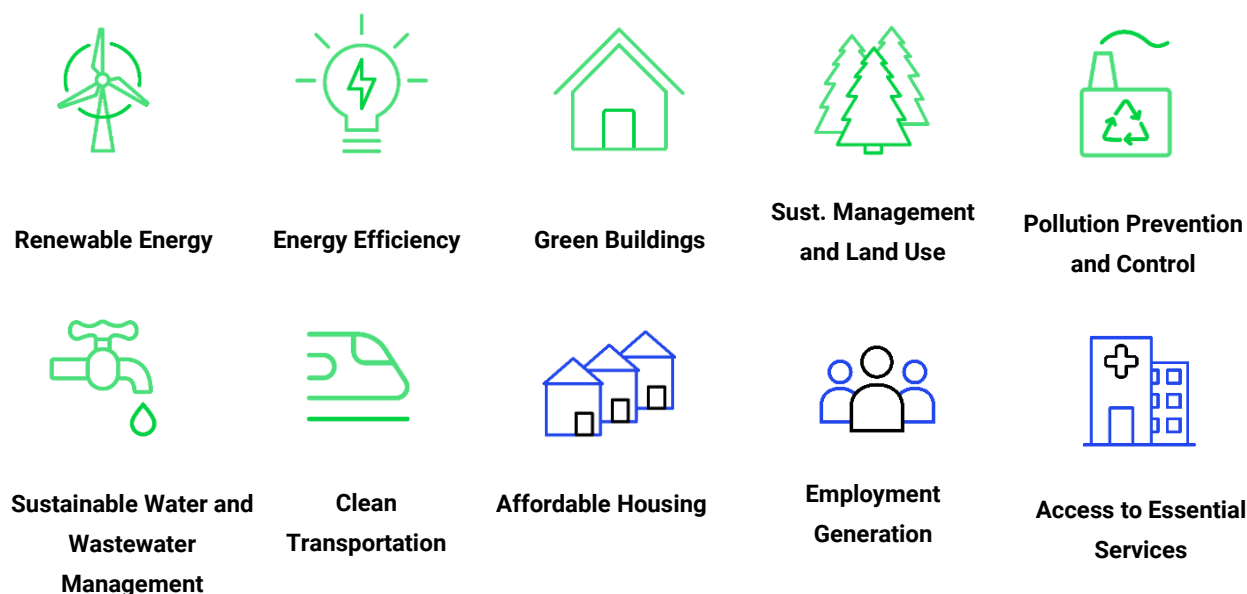 Renewable Energy
Energy Efficiency
Green Buildings
Sust. Management
and Land Use
Pollution Prevention
and Control
Sustainable Water and
Wastewater
Management
Clean
Transportation
Affordable Housing
Employment
Generation
Access to Essential
Services